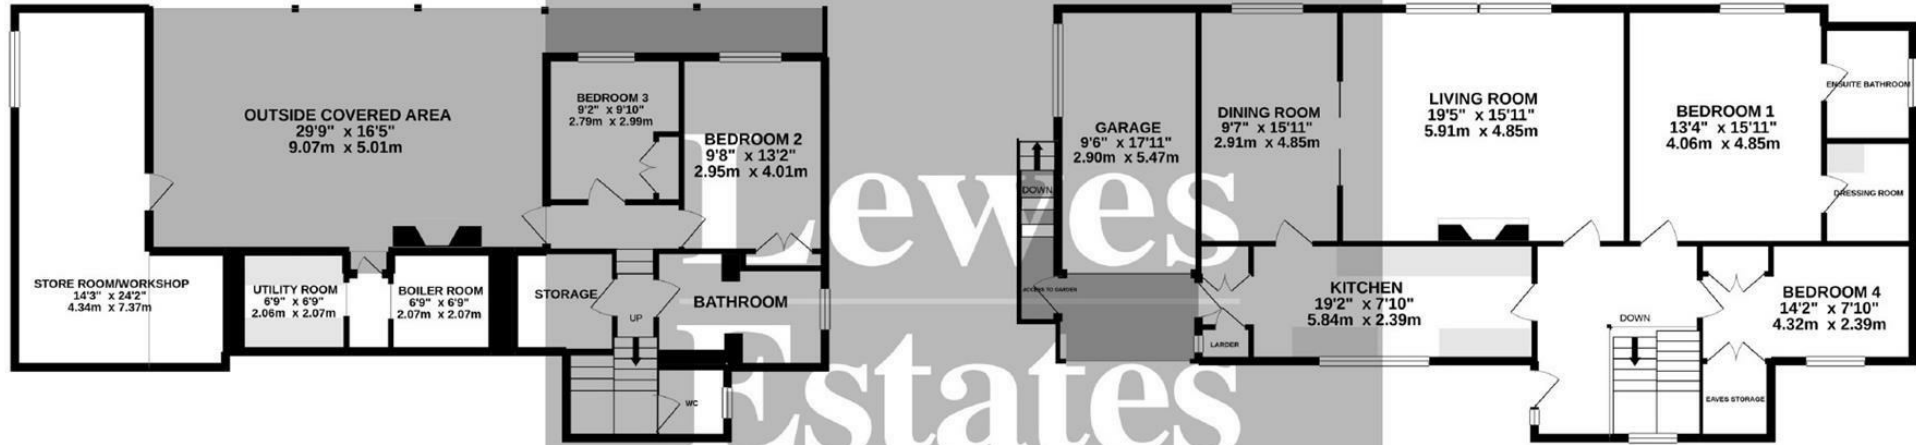 OUTSIDE COVERED AREA
29'9" x 16'5"
9.07m x 5.01m
BEDROOM 3
9'2" x 9'10"
2.79m x 2.99m
BEDROOM 2
9'8" x 13'2"
2.95m x 4.01m
STORE ROOM/WORKSHOP
14'3" x 24'2"
4.34m x 7.37m
UTILITY ROOM
6'9" x 6'9"
2.06m x 2.07m
BOILER ROOM
6'9" x 6'9"
2.07m x 2.07m
STORAGE
UP
BATHROOM
WC
Lewes
Estates
GARAGE
9'6" x 17'11"
2.90m x 5.47m
DINING ROOM
9'7" x 15'11"
2.91m x 4.85m
LIVING ROOM
19'5" x 15'11"
5.91m x 4.85m
BEDROOM 1
13'4" x 15'11"
4.06m x 4.85m
ENSUITE BATHROOM
DRESSING ROOM
DOWN
ACCESS TO GARDEN
KITCHEN
19'2" x 7'10"
5.84m x 2.39m
LARDER
DOWN
BEDROOM 4
14'2" x 7'10"
4.32m x 2.39m
EAVES STORAGE